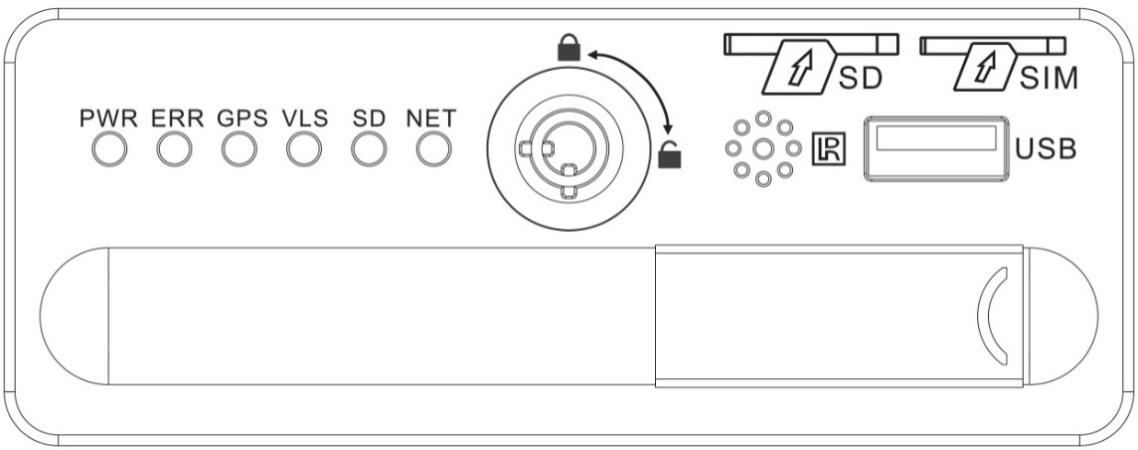 SD SIM
PWR ERR GPS VLS SD NET
IR
USB